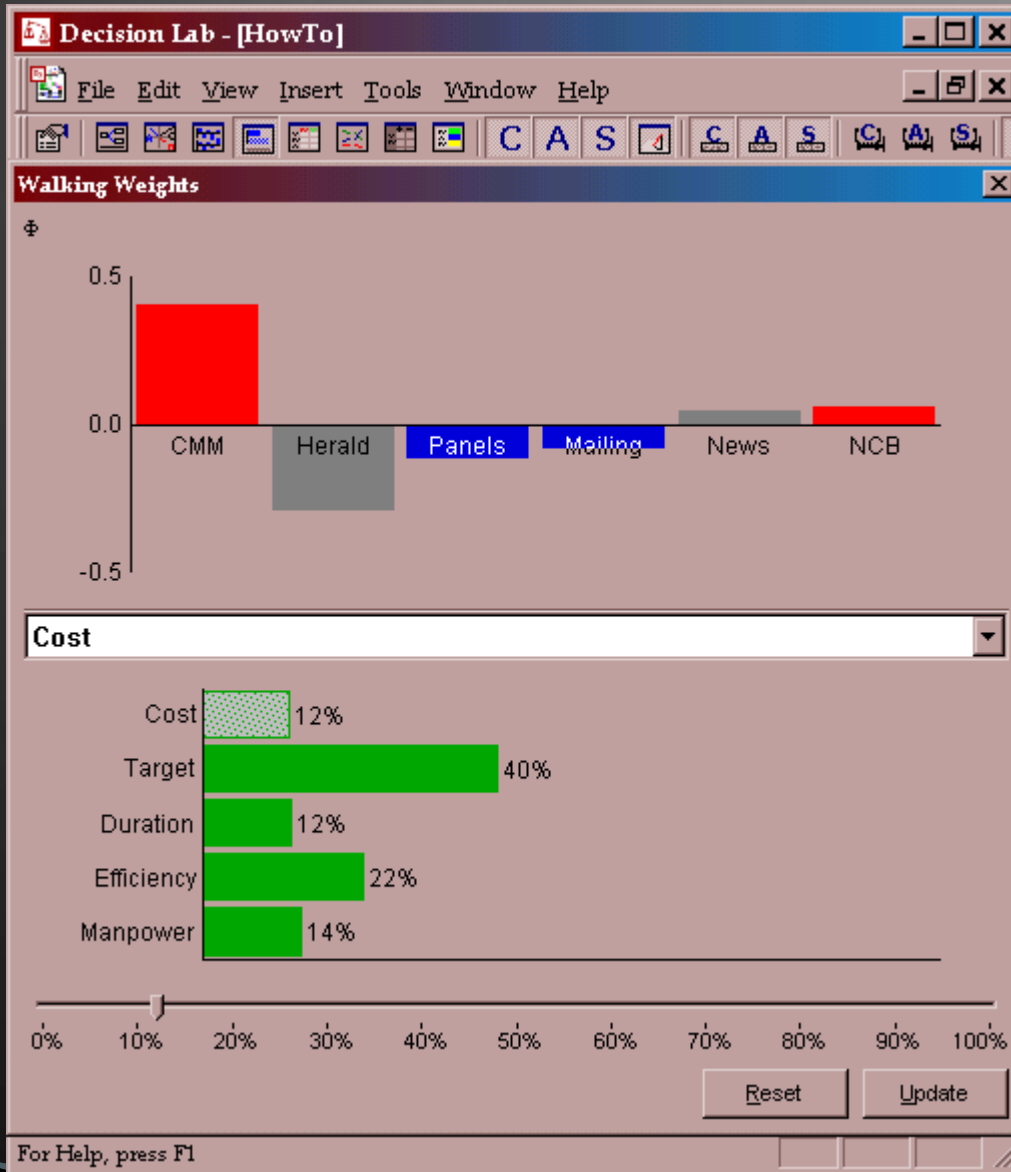 Decision Lab - [HowTo]
File Edit View Insert Tools Window Help
C A S C A S (C) (A) (S)
Walking Weights
Φ
0.5
0.0
CMM Herald Panels Mailing News NCB
-0.5
Cost
Cost 12%
Target 40%
Duration 12%
Efficiency 22%
Manpower 14%
0% 10% 20% 30% 40% 50% 60% 70% 80% 90% 100%
Reset Update
For Help, press F1